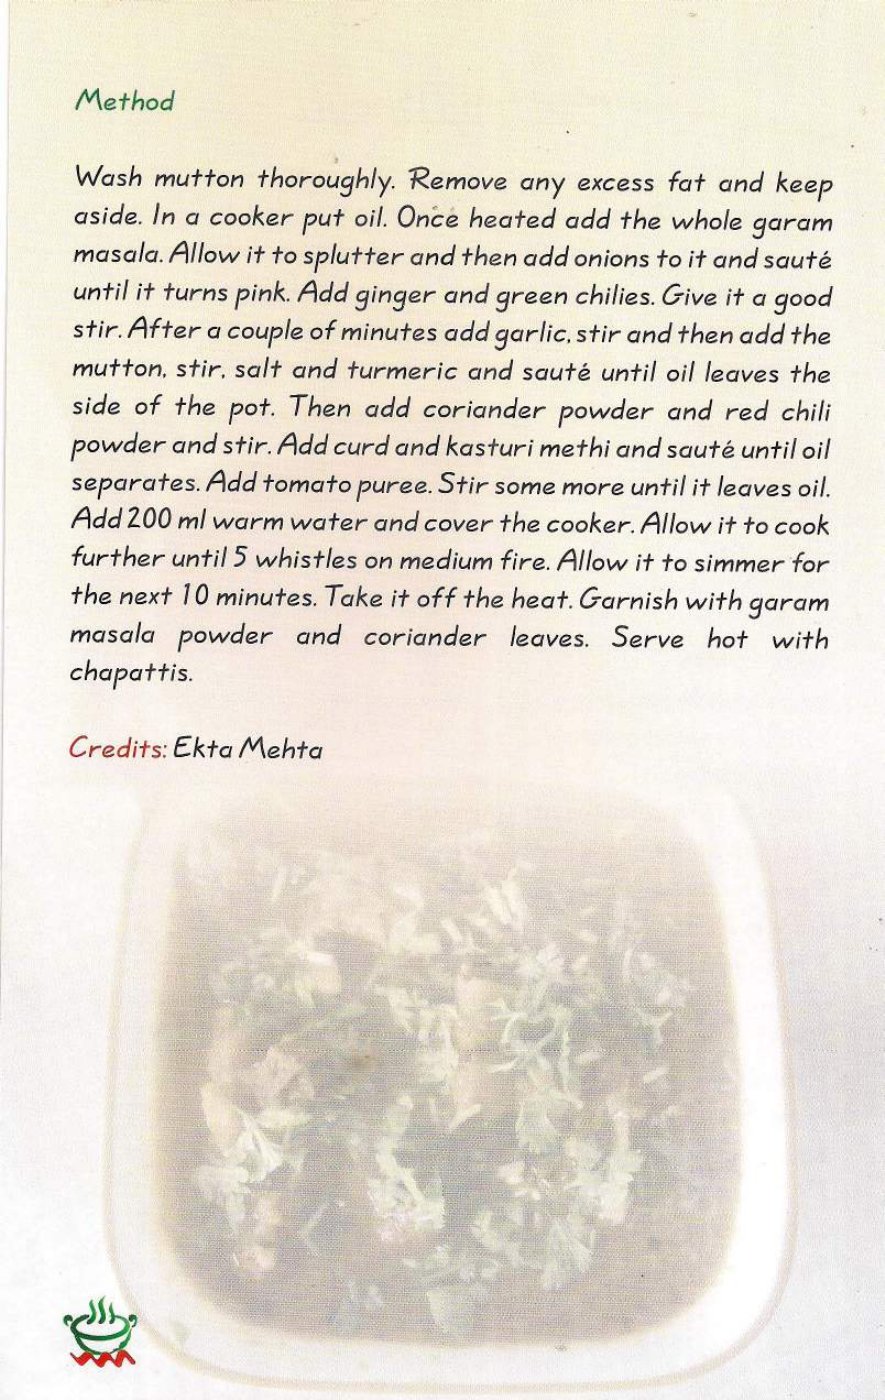 Method
Wash mutton thoroughly. Remove any excess fat and keep
aside. In a cooker put oil. Once heated add the whole garam
masala. Allow it to splutter and then add onions to it and sauté
until it turns pink. Add ginger and green chilies. Give it a good
stir. After a couple of minutes add garlic, stir and then add the
mutton, stir, salt and turmeric and sauté until oil leaves the
side of the pot. Then add coriander powder and red chili
powder and stir. Add curd and kasturi methi and sauté until oil
separates. Add tomato puree. Stir some more until it leaves oil.
Add 200 ml warm water and cover the cooker. Allow it to cook
further until 5 whistles on medium fire. Allow it to simmer for
the next 10 minutes. Take it off the heat. Garnish with garam
masala powder and coriander leaves. Serve hot with
chapattis.
Credits: Ekta Mehta